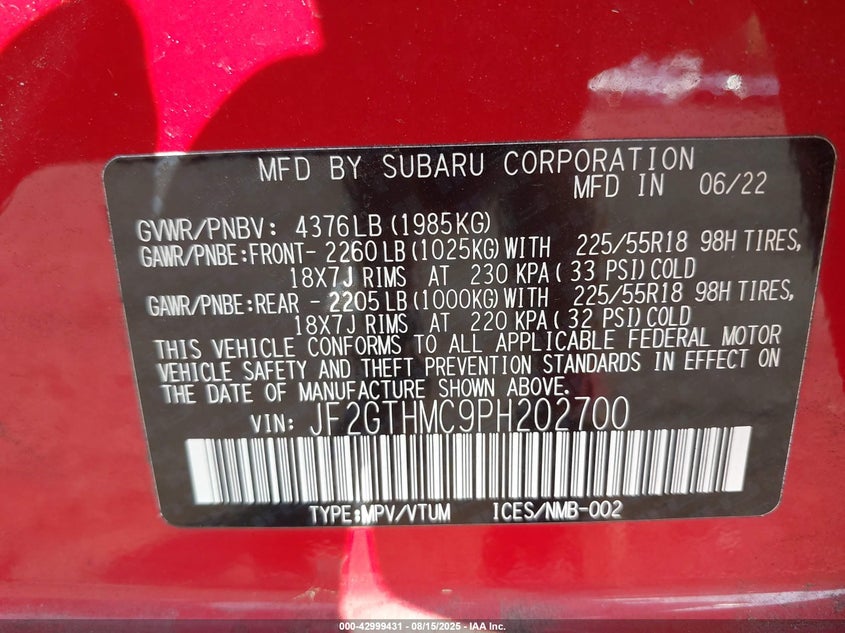 MFD BY SUBARU CORPORATION
MFD IN 06/22
GVWR/PNBV: 4376LB(1985KG)
GAWR/PNBE:FRONT- 2260LB(1025KG)WITH 225/55R18 98H TIRES,
18X7J RIMS AT 230 KPA(33 PSI)COLD
GAWR/PNBE:REAR - 2205LB(1000KG)WITH 225/55R18 98H TIRES,
18X7J RIMS AT 220 KPA(32 PSI)COLD
THIS VEHICLE CONFORMS TO ALL APPLICABLE FEDERAL MOTOR
VEHICLE SAFETY AND THEFT PREVENTION STANDARDS IN EFFECT ON
THE DATE OF MANUFACTURE SHOWN ABOVE.
VIN: JF2GTHMC9PH202700
TYPE:MPV/VTUM ICES/NMB-002
000-42999431 - 08/15/2025 - IAA Inc.